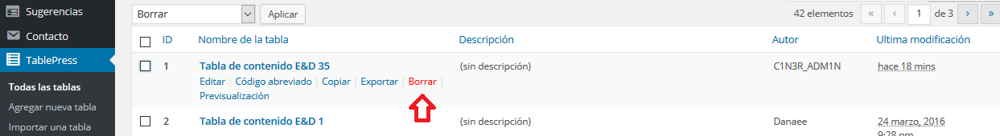 Sugerencias
Contacto
TablePress
Todas las tablas
Agregar nueva tabla
Importar una tabla
Borrar Aplicar 42 elementos « ‹ 1 de 3 › »
ID Nombre de la tabla Descripción Autor Ultima modificación
1 Tabla de contenido E&D 35 (sin descripción) C1N3R_ADM1N hace 18 mins
Editar | Código abreviado | Copiar | Exportar | Borrar |
Previsualización
2 Tabla de contenido E&D 1 (sin descripción) Danaee 24 marzo, 2016
9:28 pm